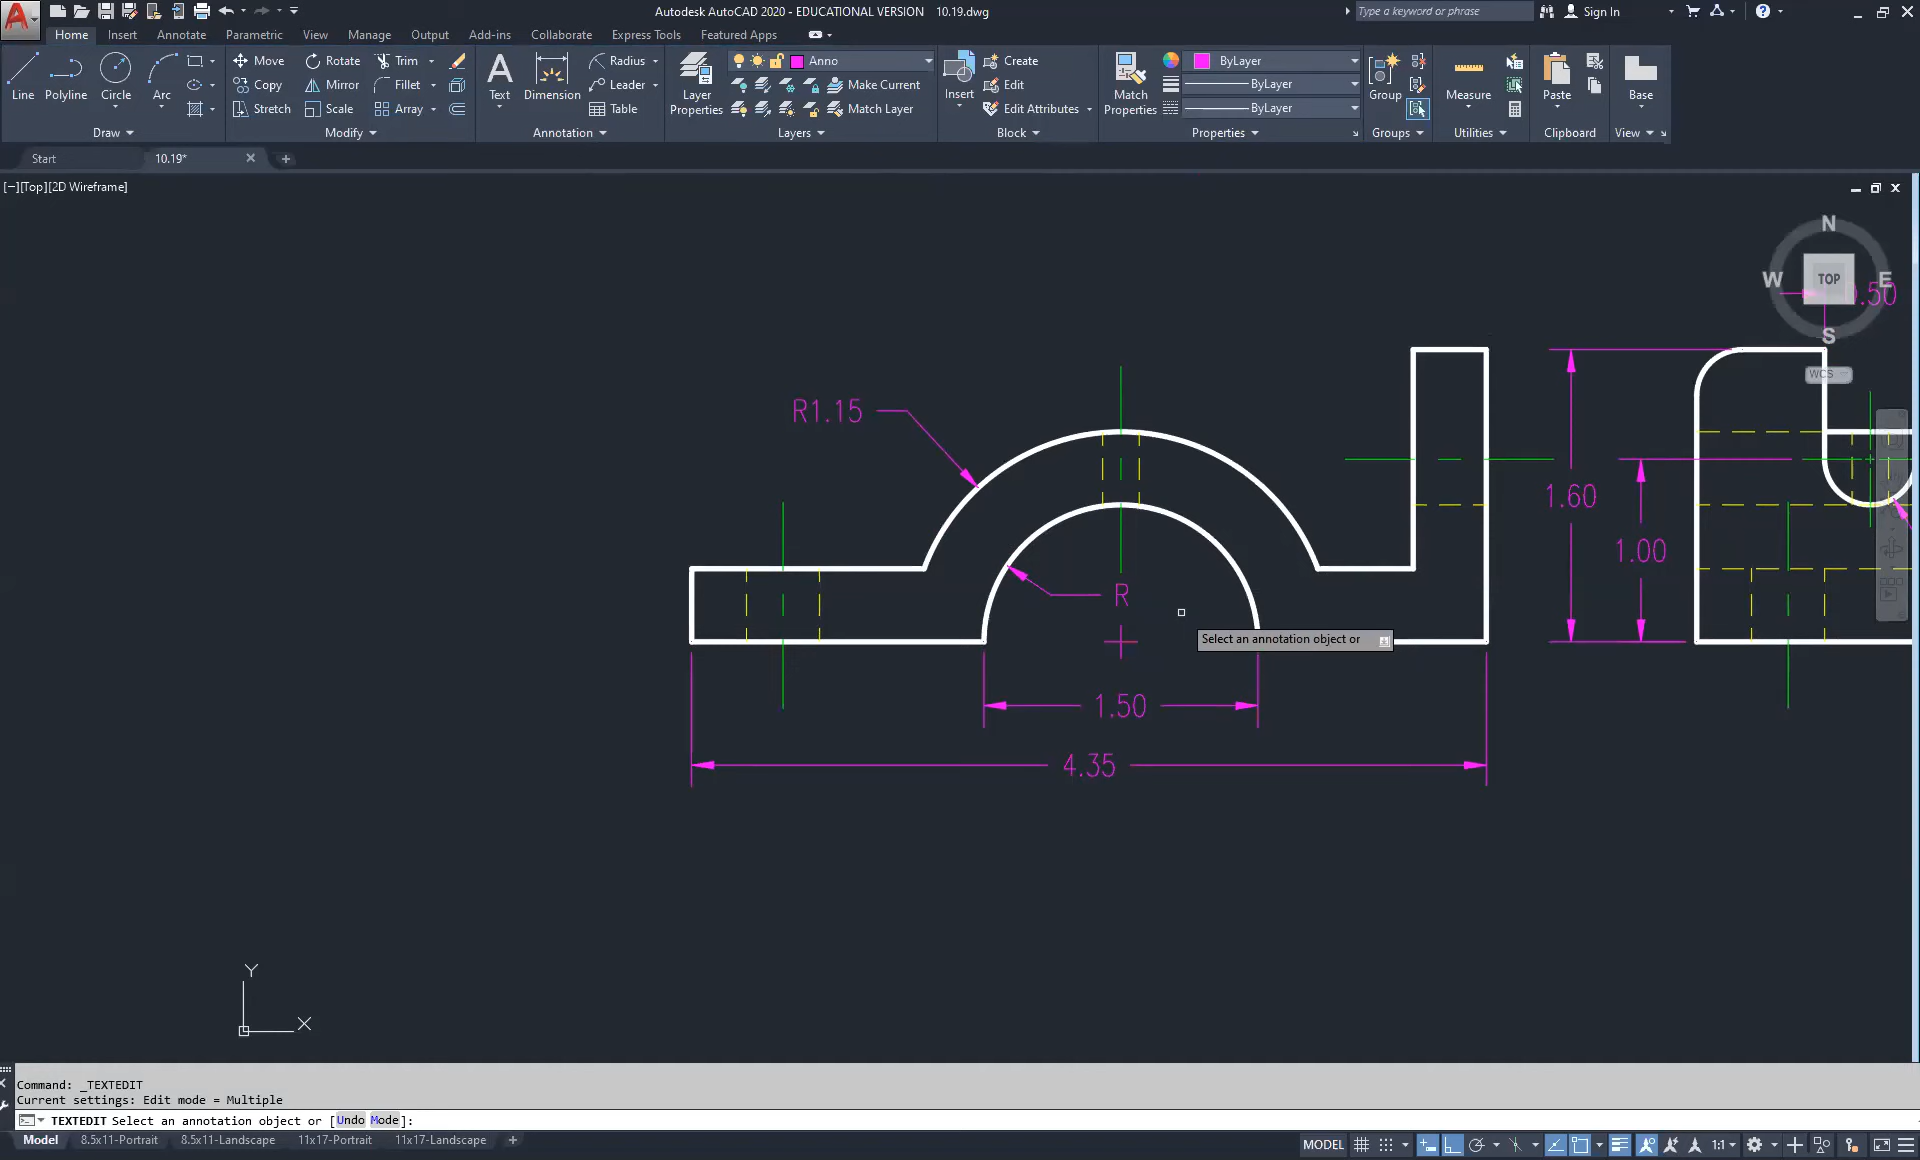 Autodesk AutoCAD 2020 - EDUCATIONAL VERSION 10.19.dwg
Type a keyword or phrase
Sign In
Home Insert Annotate Parametric View Manage Output Add-ins Collaborate Express Tools Featured Apps
Line Polyline Circle Arc
Draw
Move Rotate Trim
Copy Mirror Fillet
Stretch Scale Array
Modify
Text Dimension
Radius
Leader
Table
Annotation
Layer Properties
Anno
Make Current
Match Layer
Layers
Insert
Create
Edit
Edit Attributes
Block
Match Properties
ByLayer
ByLayer
ByLayer
Properties
Group
Groups
Measure
Utilities
Paste
Clipboard
Base
View
Start 10.19*
[−][Top][2D Wireframe]
N
W TOP E
S
WCS
0.50
R1.15
1.60
1.00
R
Select an annotation object or
1.50
4.35
Y
X
Command: _TEXTEDIT
Current settings: Edit mode = Multiple
TEXTEDIT Select an annotation object or [Undo Mode]:
Model 8.5x11-Portrait 8.5x11-Landscape 11x17-Portrait 11x17-Landscape
MODEL 1:1